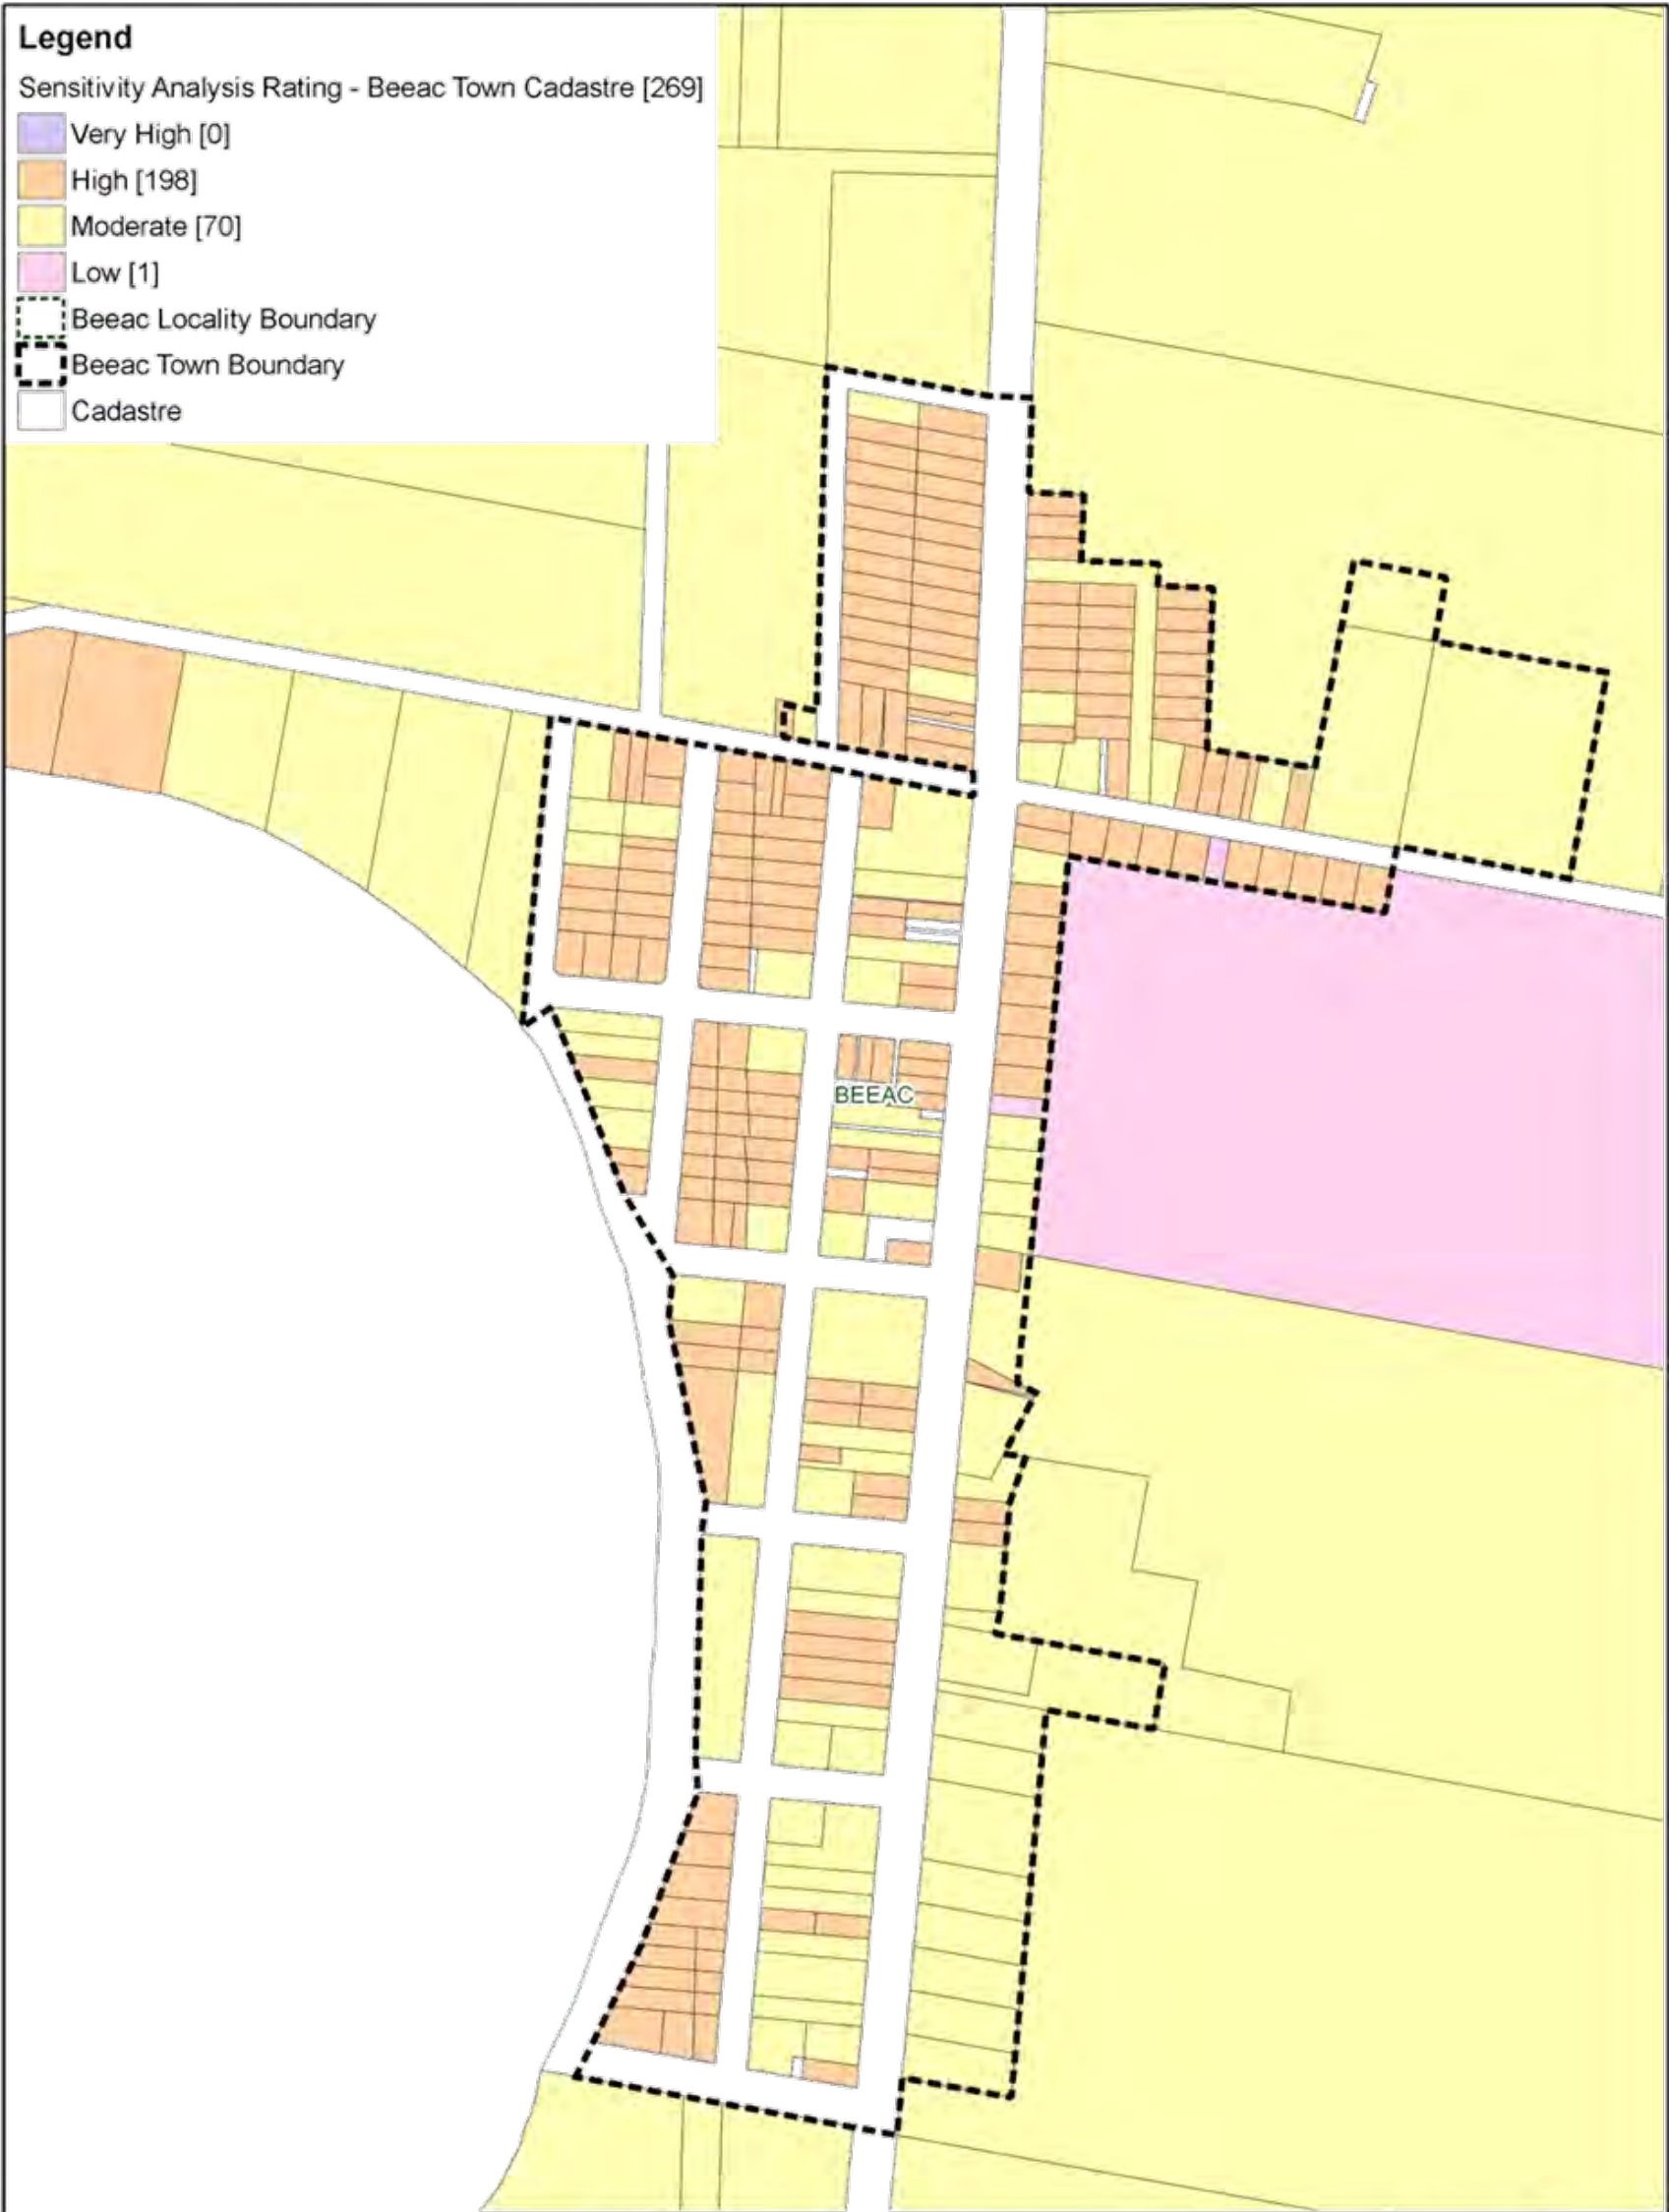 Legend
Sensitivity Analysis Rating - Beeac Town Cadastre [269]
Very High [0]
High [198]
Moderate [70]
Low [1]
Beeac Locality Boundary
Beeac Town Boundary
Cadastre
BEEAC